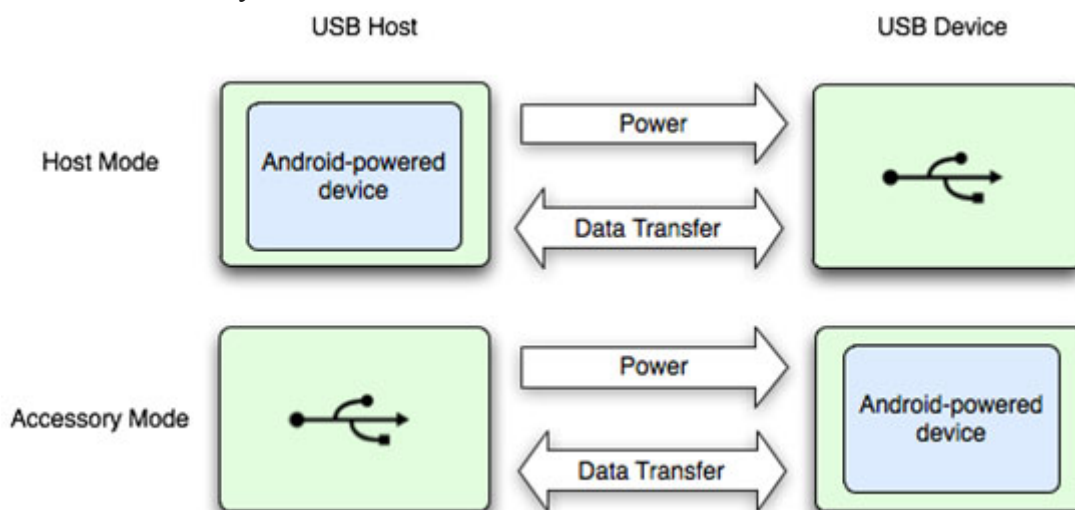 USB Host
USB Device
Host Mode
Android-powered
device
Power
Data Transfer
Accessory Mode
Power
Data Transfer
Android-powered
device